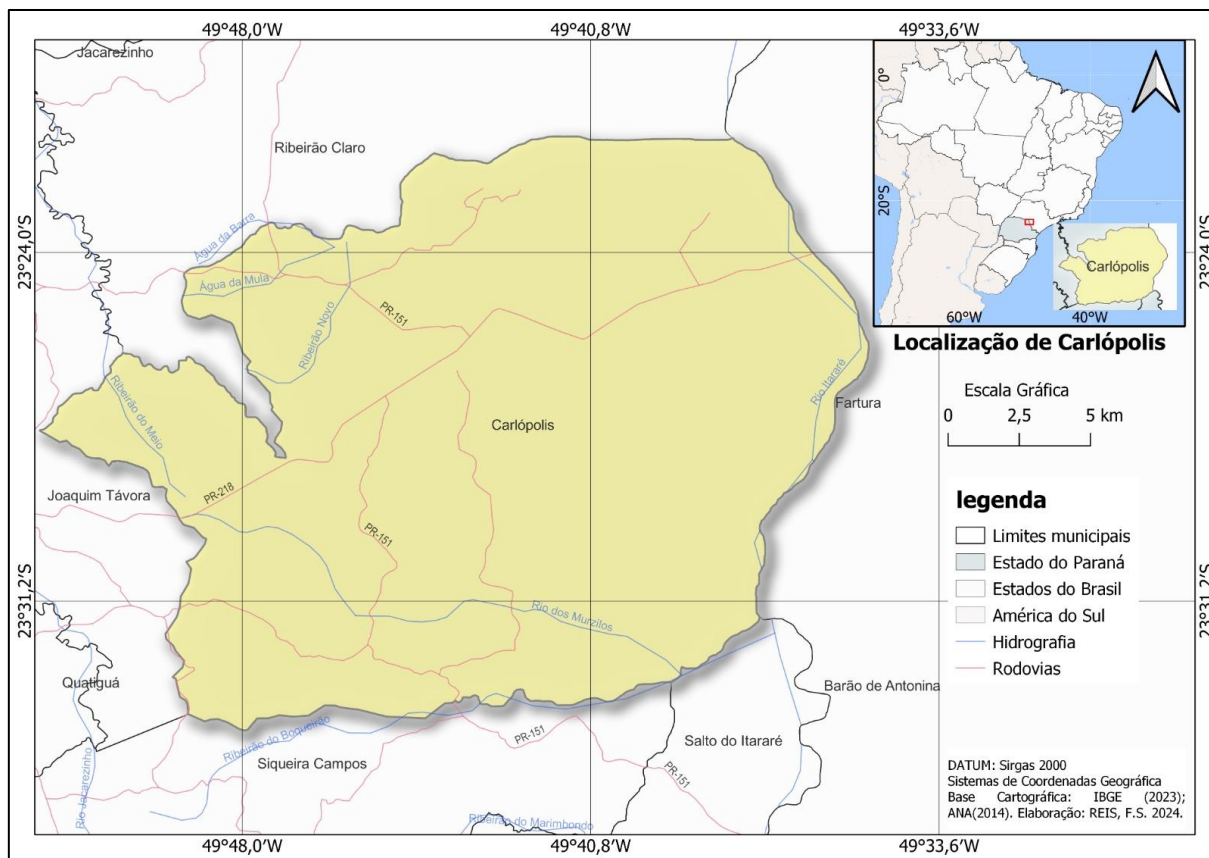 49°48,0'W
49°40,8'W
49°33,6'W
Jacarezinho
0°
Ribeirão Claro
20°S
Água da Barra
23°24,0'S
23°24,0'S
Carlópolis
Água da Mula
60°W
40°W
PR-151
Ribeirão Novo
Localização de Carlópolis
Rio Itararé
Ribeirão do Meio
Escala Gráfica
Fartura
0 2,5 5 km
Carlópolis
Joaquim Távora
PR-218
legenda
PR-151
Limites municipais
Estado do Paraná
Estados do Brasil
23°31,2'S
23°31,2'S
Rio dos Murzilos
América do Sul
Hidrografia
Rodovias
Quatiguá
Barão de Antonina
Ribeirão do Boqueirão
PR-151
Salto do Itararé
Siqueira Campos
PR-151
Rio Jacarezinho
Ribeirão do Marimbondo
DATUM: Sirgas 2000
Sistemas de Coordenadas Geográfica
Base Cartográfica: IBGE (2023);
ANA(2014). Elaboração: REIS, F.S. 2024.
49°48,0'W
49°40,8'W
49°33,6'W